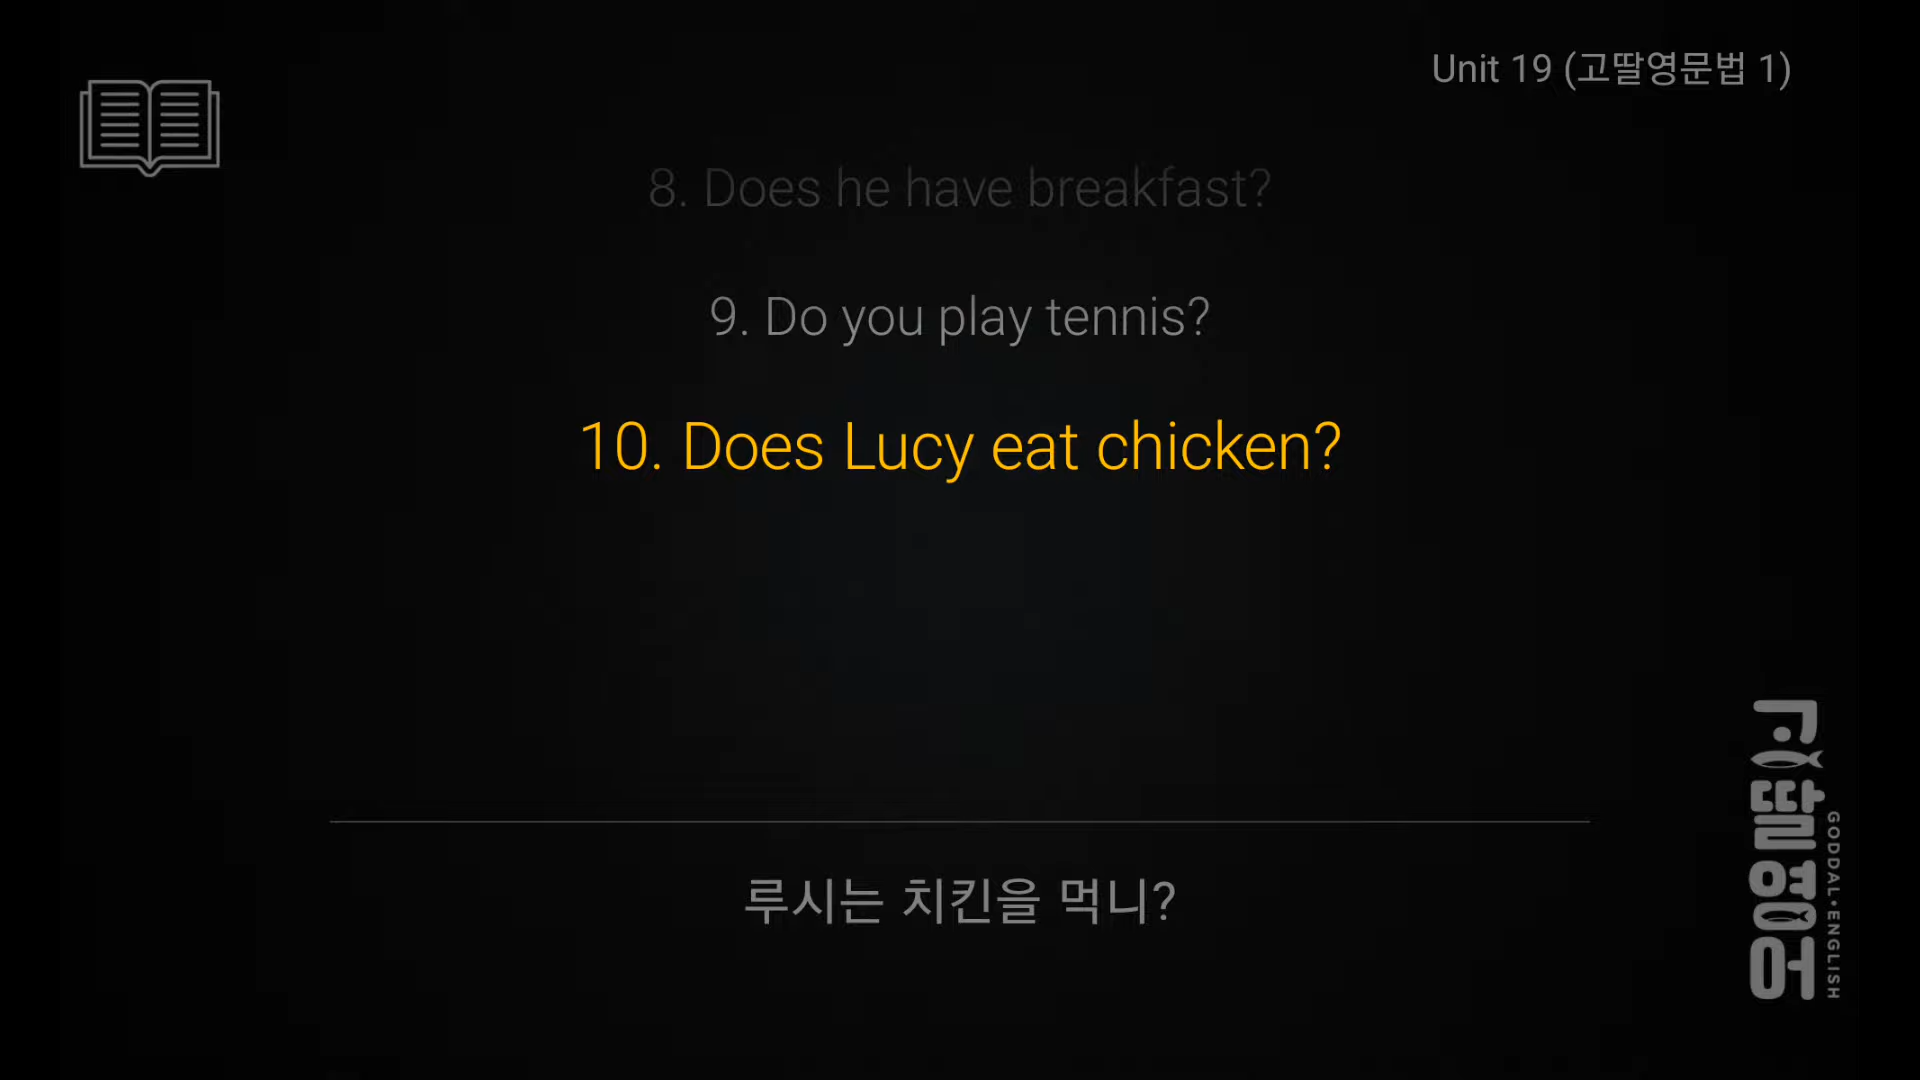 Unit 19 (고딸영문법 1)
8. Does he have breakfast?
9. Do you play tennis?
10. Does Lucy eat chicken?
루시는 치킨을 먹니?
고딸영어
GODDAL•ENGLISH